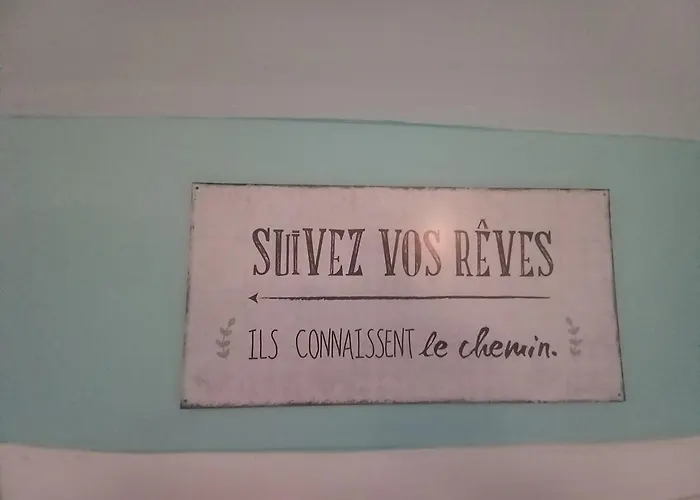 SUIVEZ VOS RÊVES
ILS CONNAISSENT le chemin.